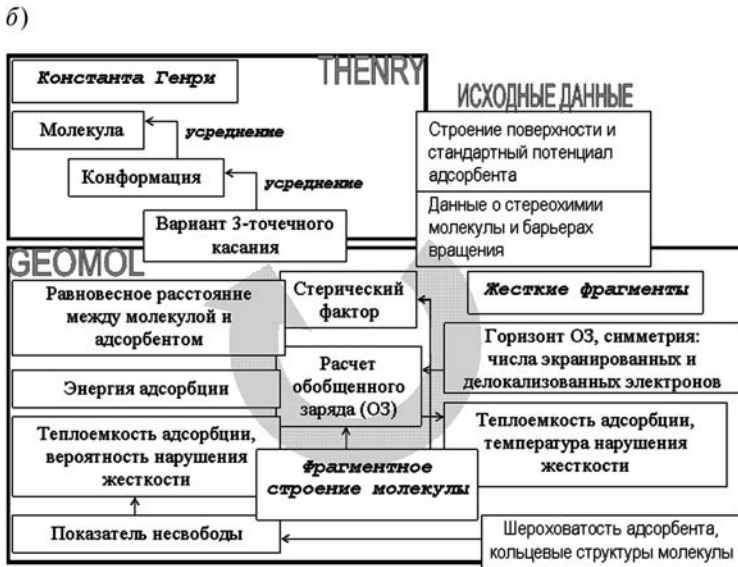 б)
THENRY
Константа Генри
Молекула
усреднение
Конформация
усреднение
Вариант 3-точечного
касания
ИСХОДНЫЕ ДАННЫЕ
Строение поверхности и
стандартный потенциал
адсорбента
Данные о стереохимии
молекулы и барьерах
вращения
GEOMOL
Равновесное расстояние
между молекулой и
адсорбентом
Стерический
фактор
Жесткие фрагменты
Энергия адсорбции
Расчет
обобщенного
заряда (ОЗ)
Горизонт ОЗ, симметрия:
числа экранированных и
делокализованных электронов
Теплоемкость адсорбции,
вероятность нарушения
жесткости
Фрагментное
строение молекулы
Теплоемкость адсорбции,
температура нарушения
жесткости
Показатель несвободы
Шероховатость адсорбента,
кольцевые структуры молекулы